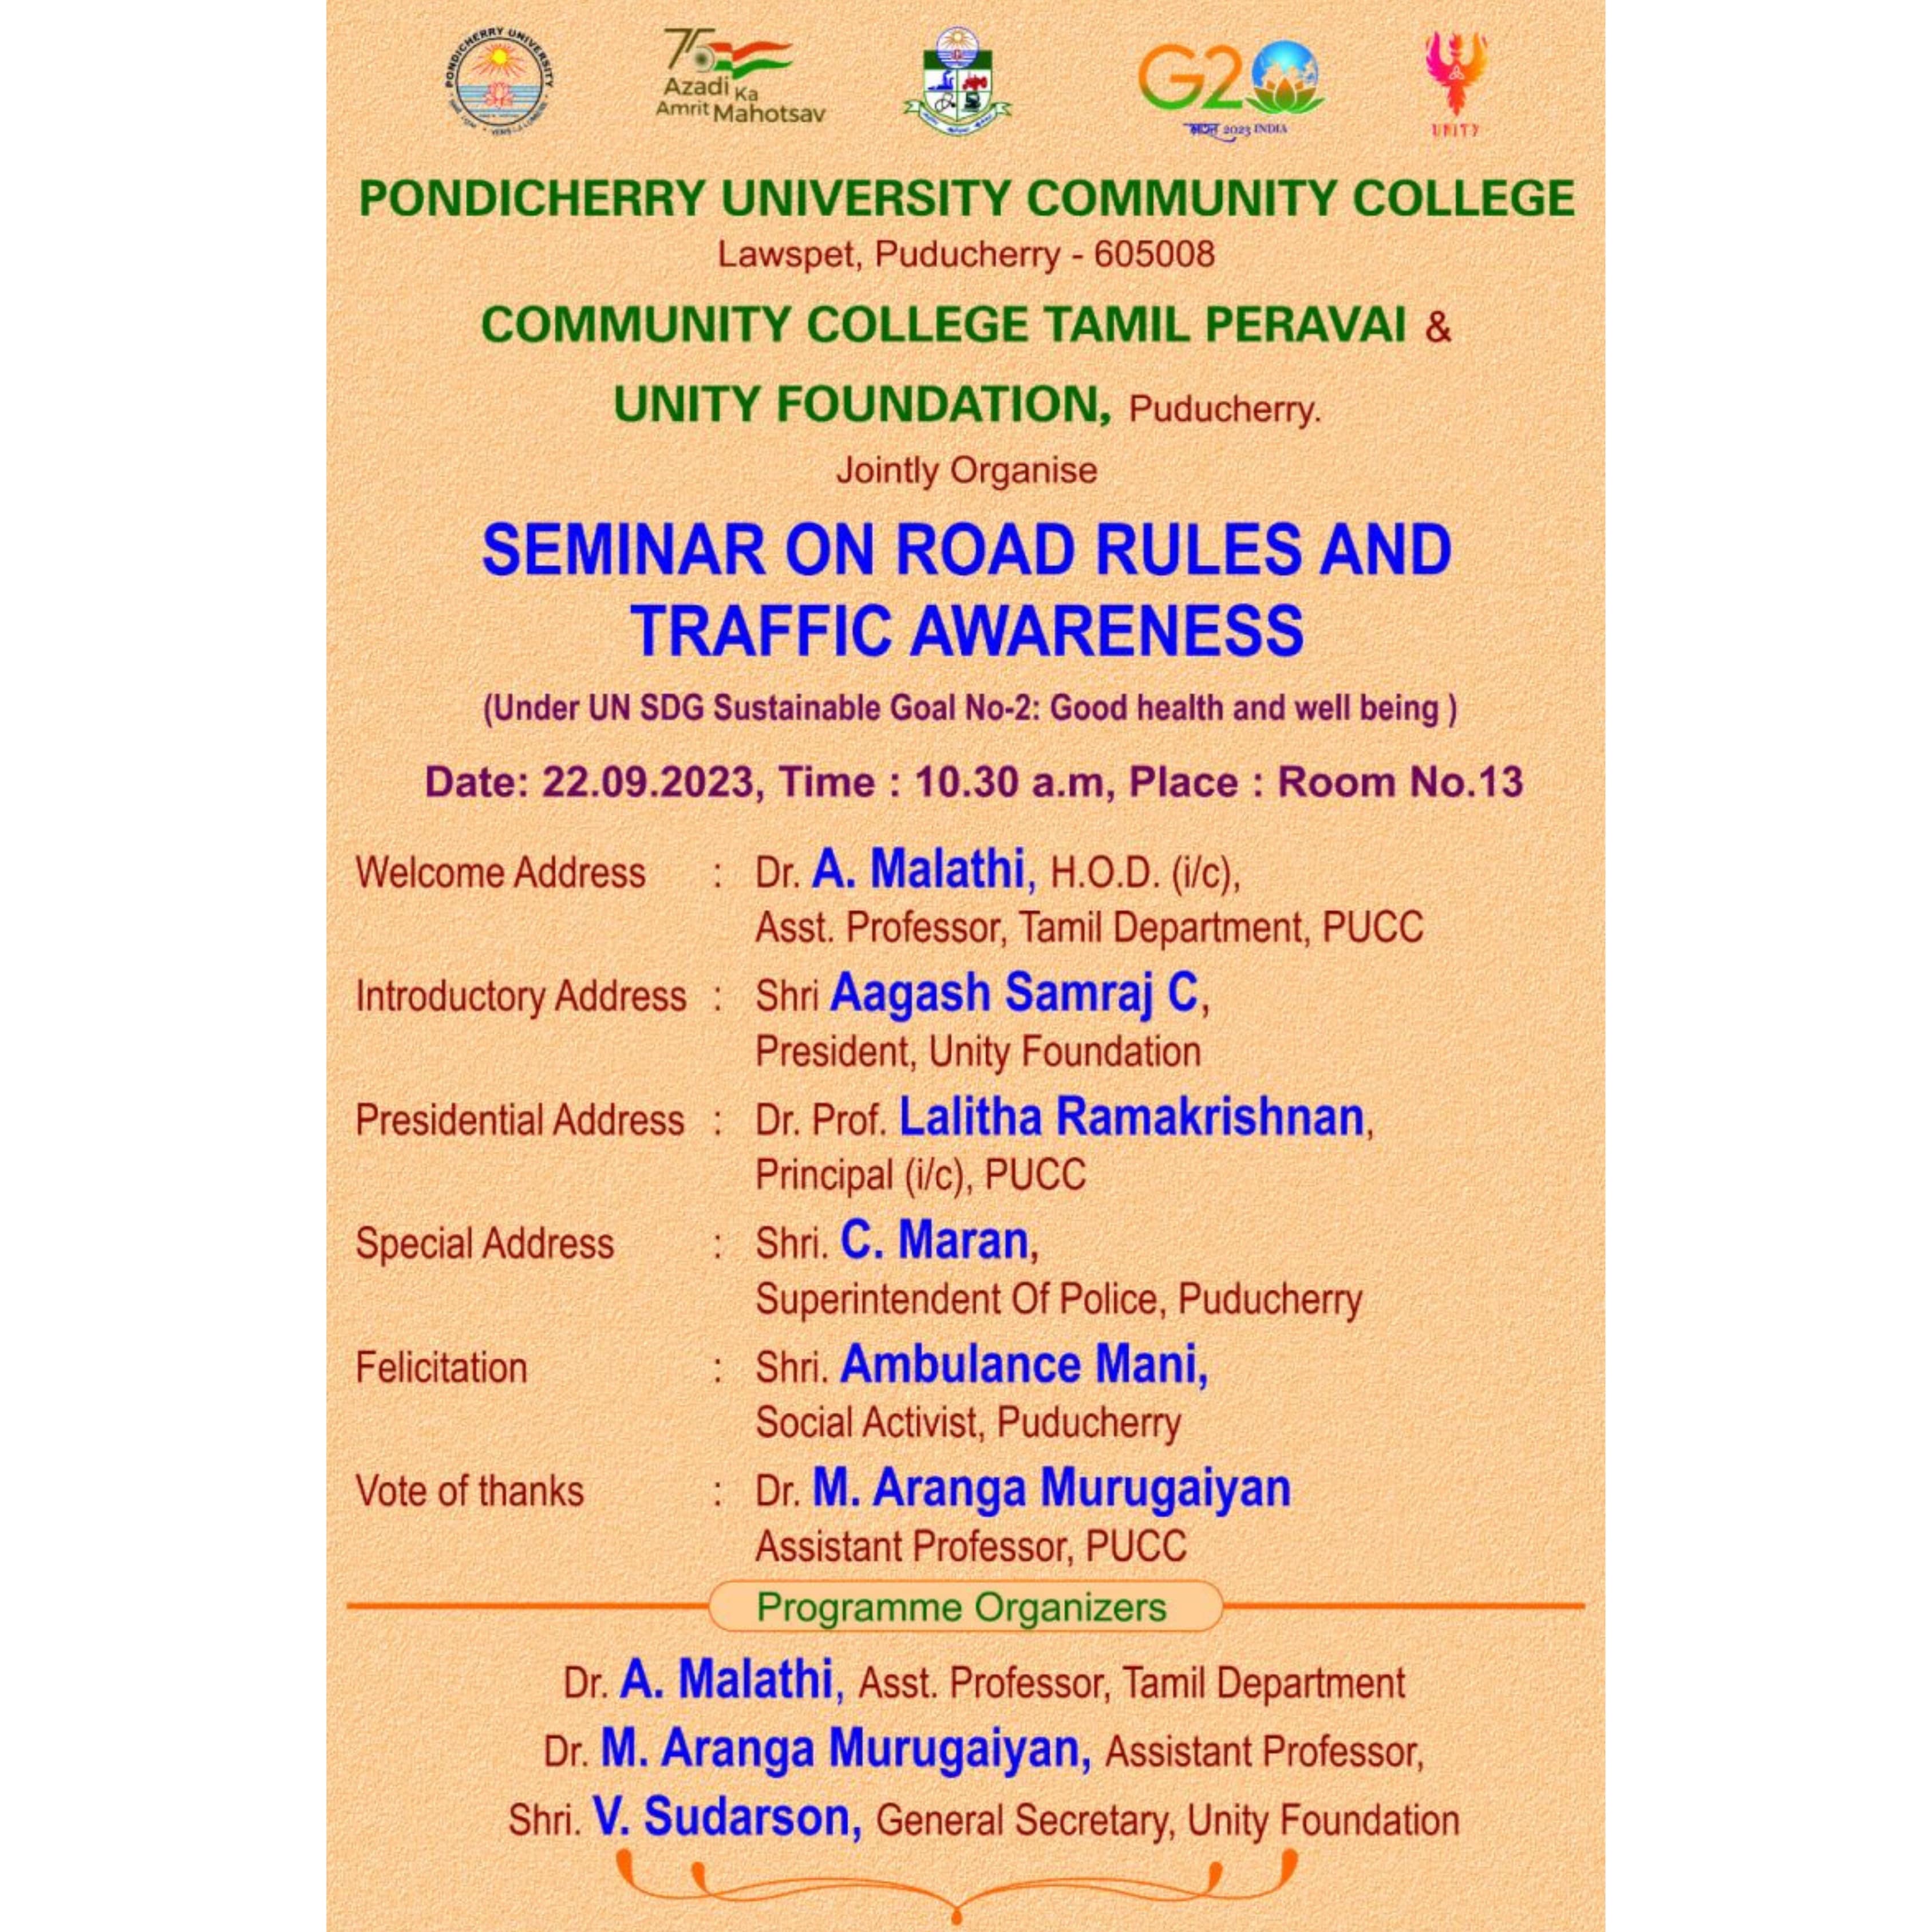 PONDICHERRY UNIVERSITY
75
Azadi Ka
Amrit Mahotsav
G20
भारत 2023 INDIA
UNITY
PONDICHERRY UNIVERSITY COMMUNITY COLLEGE
Lawspet, Puducherry - 605008
COMMUNITY COLLEGE TAMIL PERAVAI &
UNITY FOUNDATION, Puducherry.
Jointly Organise
SEMINAR ON ROAD RULES AND
TRAFFIC AWARENESS
(Under UN SDG Sustainable Goal No-2: Good health and well being )
Date: 22.09.2023, Time : 10.30 a.m, Place : Room No.13
Welcome Address : Dr. A. Malathi, H.O.D. (i/c),
Asst. Professor, Tamil Department, PUCC
Introductory Address : Shri Aagash Samraj C,
President, Unity Foundation
Presidential Address : Dr. Prof. Lalitha Ramakrishnan,
Principal (i/c), PUCC
Special Address : Shri. C. Maran,
Superintendent Of Police, Puducherry
Felicitation : Shri. Ambulance Mani,
Social Activist, Puducherry
Vote of thanks : Dr. M. Aranga Murugaiyan
Assistant Professor, PUCC
Programme Organizers
Dr. A. Malathi, Asst. Professor, Tamil Department
Dr. M. Aranga Murugaiyan, Assistant Professor,
Shri. V. Sudarson, General Secretary, Unity Foundation